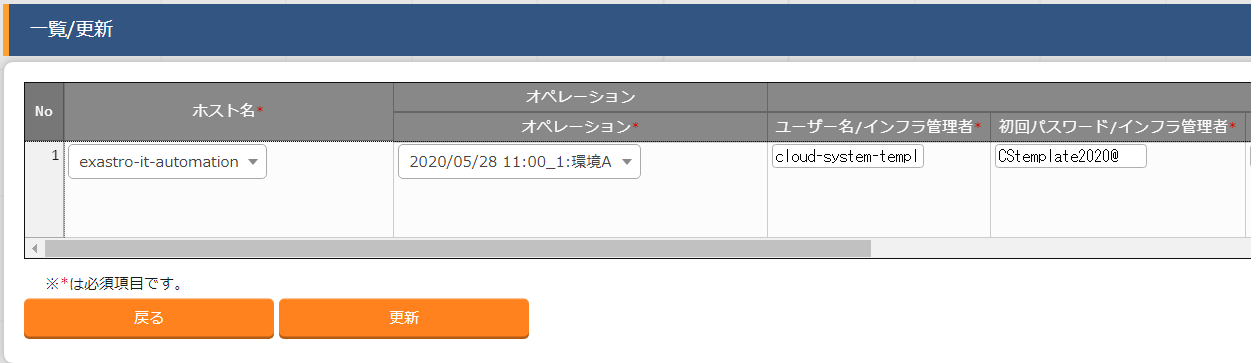 一覧/更新
No
ホスト名*
オペレーション
オペレーション*
ユーザー名/インフラ管理者*
初回パスワード/インフラ管理者*
1
exastro-it-automation
2020/05/28 11:00_1:環境A
cloud-system-templ
CStemplate2020@
※*は必須項目です。
戻る
更新